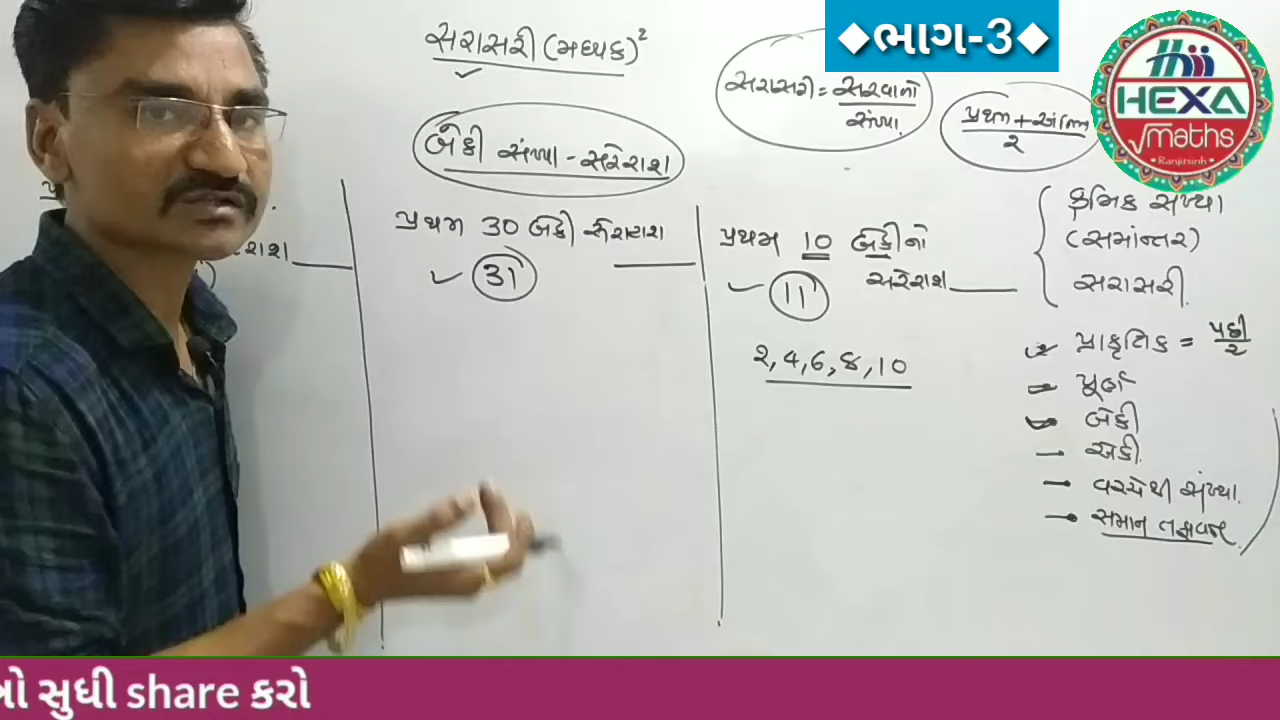 ◆ભાગ-3◆
HEXA
Maths
Ranjitsinh
સરાસરી (મધ્યક)²
સરાસરી = સરવાળો
સંખ્યા
પ્રથમ + અંતિમ
2
બેકી સંખ્યા - સરેરાશ
પ્રથમ 30 બેકી સરેરાશ
31
પ્રથમ 10 બેકીનો
સરેરાશ
11
2, 4, 6, 8, 10
ક્રમિક સંખ્યા
(સમાંતર)
સરાસરી
પ્રાકૃતિક = પછી
2
પૂર્ણ
બેકી
એકી
વચ્ચેથી સંખ્યા
સમાન તફાવત
ત્રો સુધી share કરો